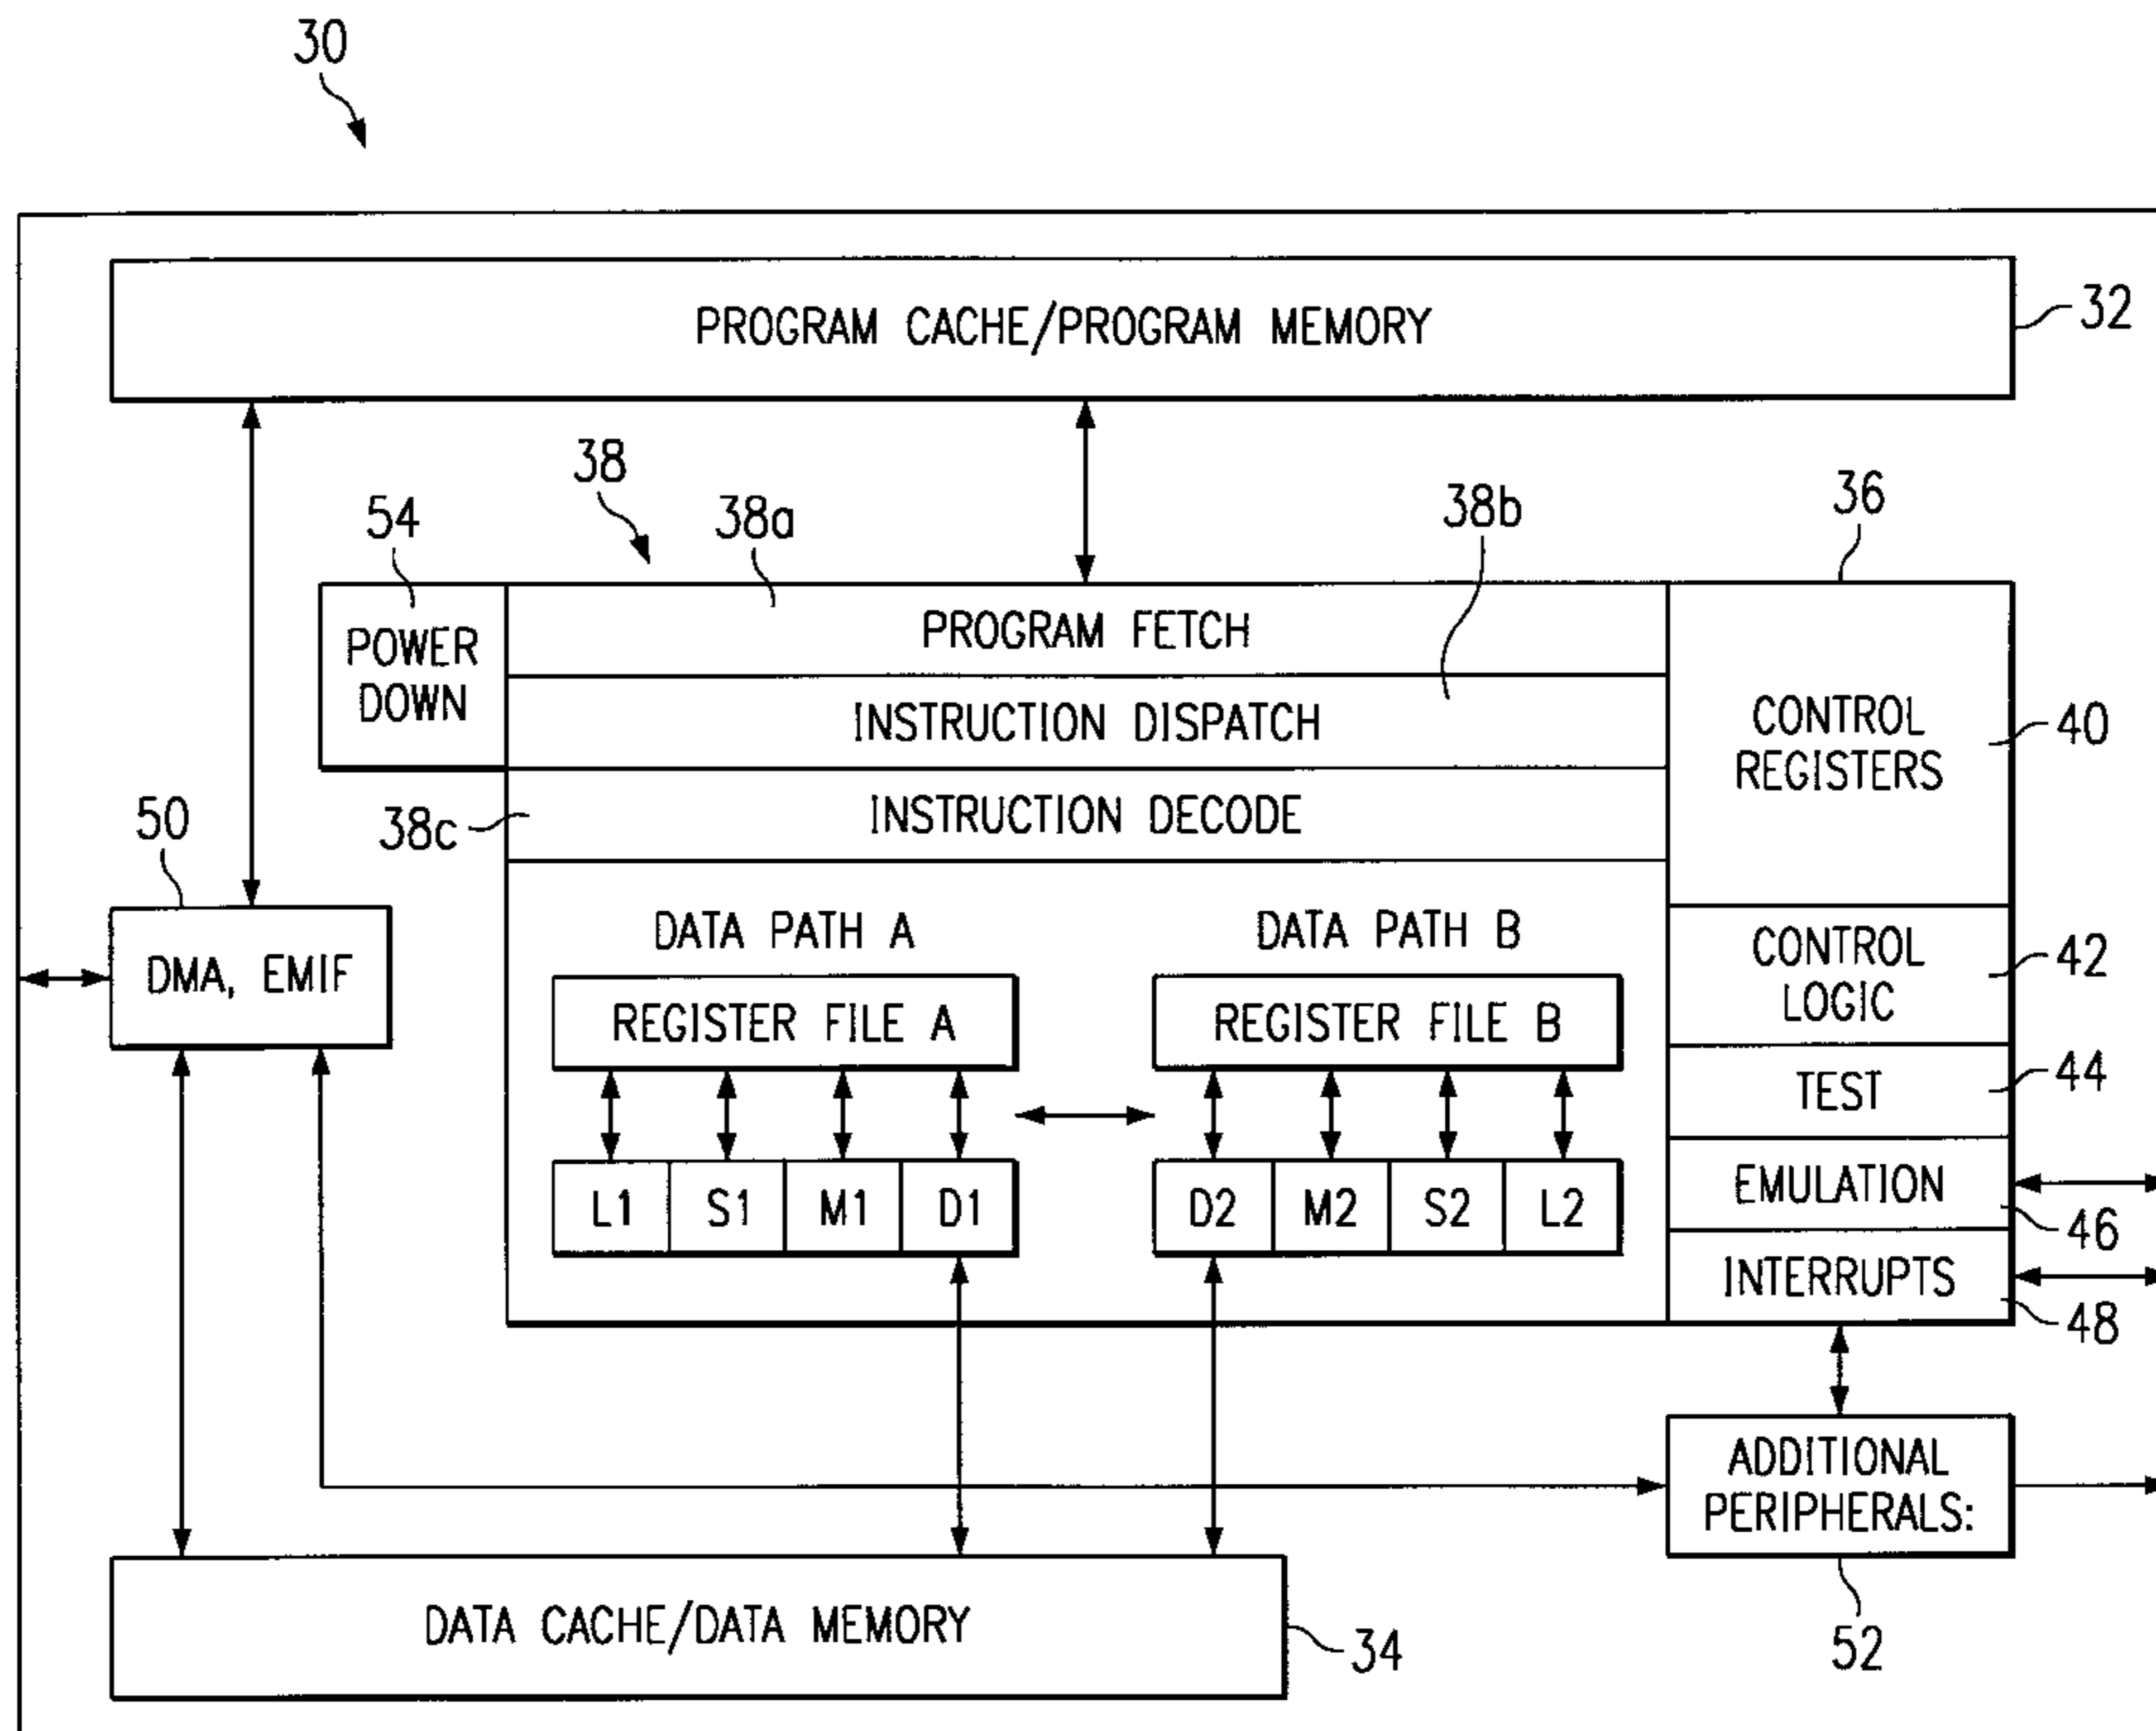 30
PROGRAM CACHE/PROGRAM MEMORY
32
38
54
38a
38b
36
POWER
DOWN
PROGRAM FETCH
INSTRUCTION DISPATCH
CONTROL
REGISTERS
40
50
38c
INSTRUCTION DECODE
DMA, EMIF
DATA PATH A
DATA PATH B
CONTROL
LOGIC
42
REGISTER FILE A
REGISTER FILE B
TEST
44
L1 S1 M1 D1
D2 M2 S2 L2
EMULATION
46
INTERRUPTS
48
ADDITIONAL
PERIPHERALS:
52
DATA CACHE/DATA MEMORY
34